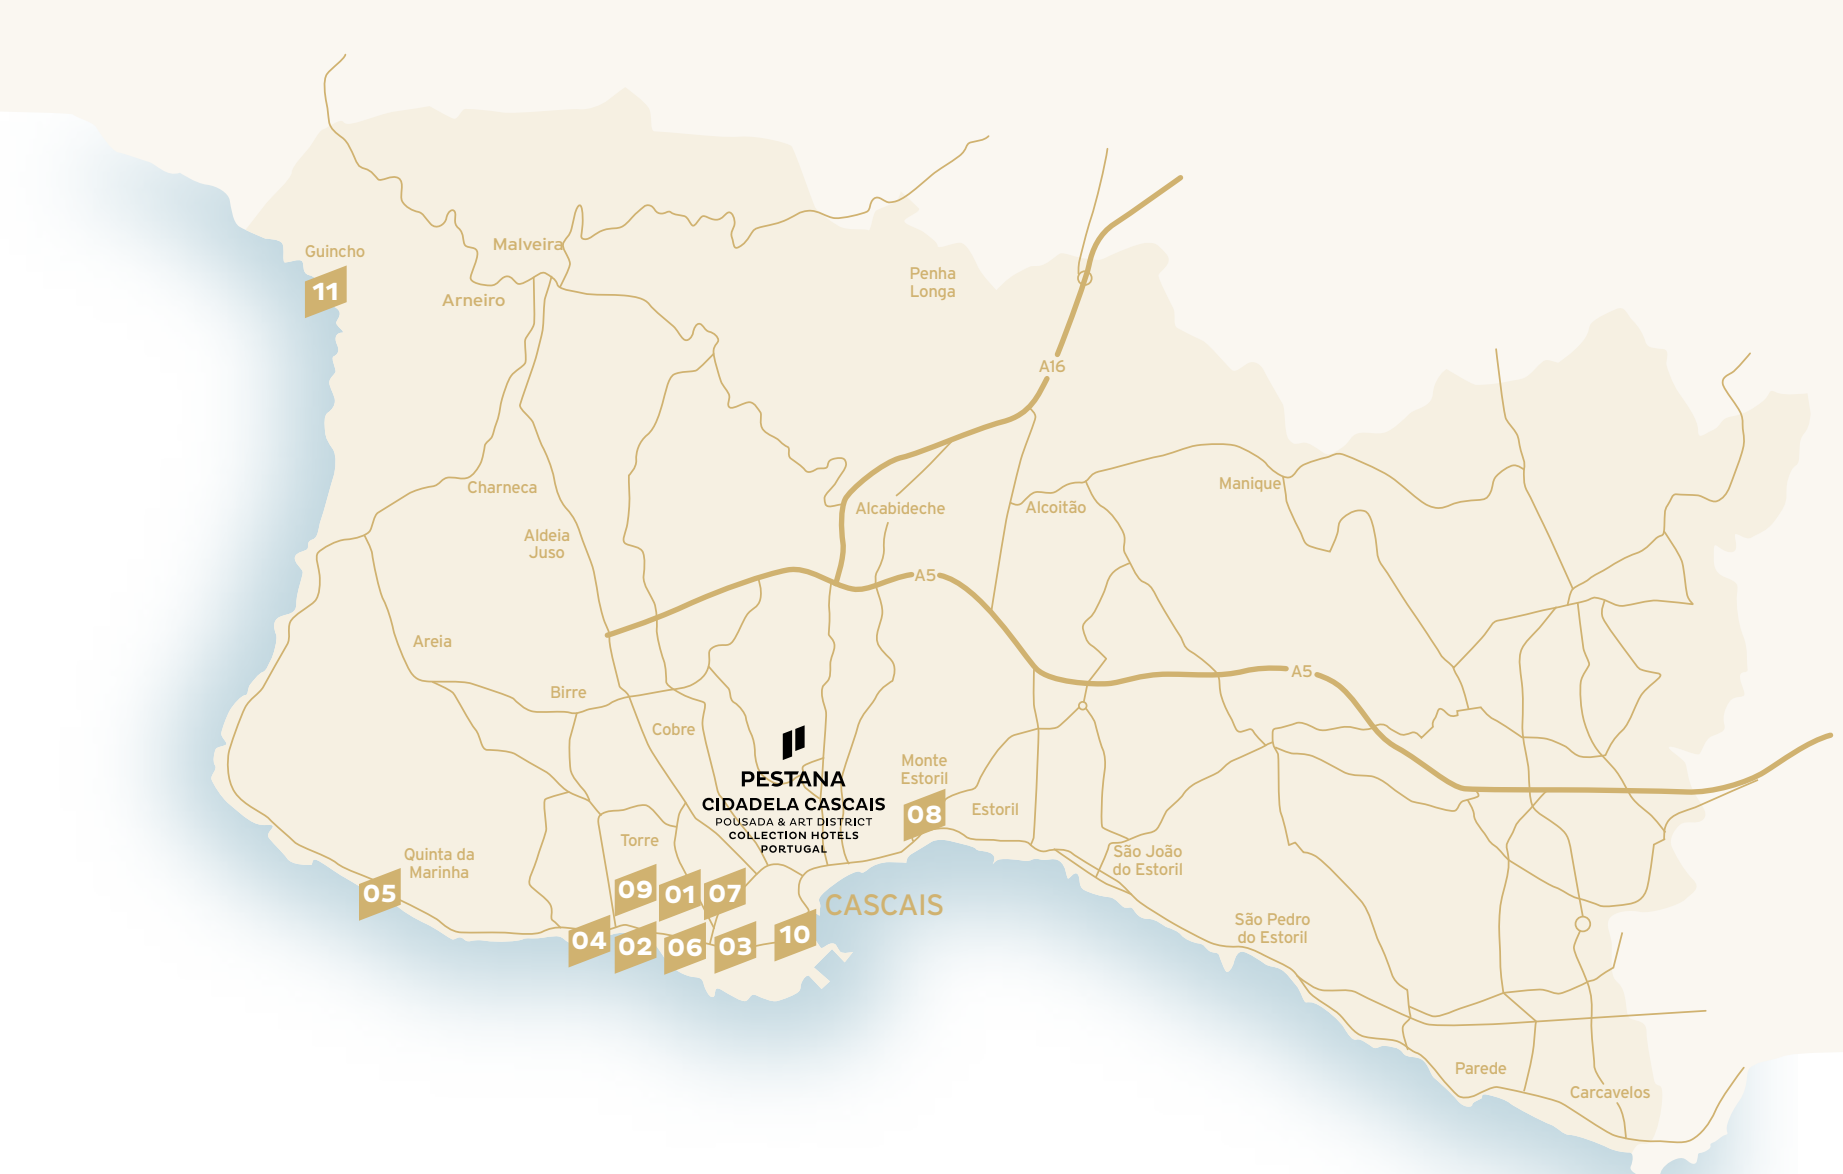 Malveira
Guincho
11
Arneiro
Penha
Longa
A16
Charneca
Manique
Alcabideche
Alcoitão
Aldeia
Juso
A5
Areia
A5
Birre
Cobre
PESTANA
CIDADELA CASCAIS
POUSADA & ART DISTRICT
COLLECTION HOTELS
PORTUGAL
Monte
Estoril
08
Estoril
Torre
Quinta da
Marinha
05
São João
do Estoril
09
01
07
CASCAIS
04
02
06
03
10
São Pedro
do Estoril
Parede
Carcavelos